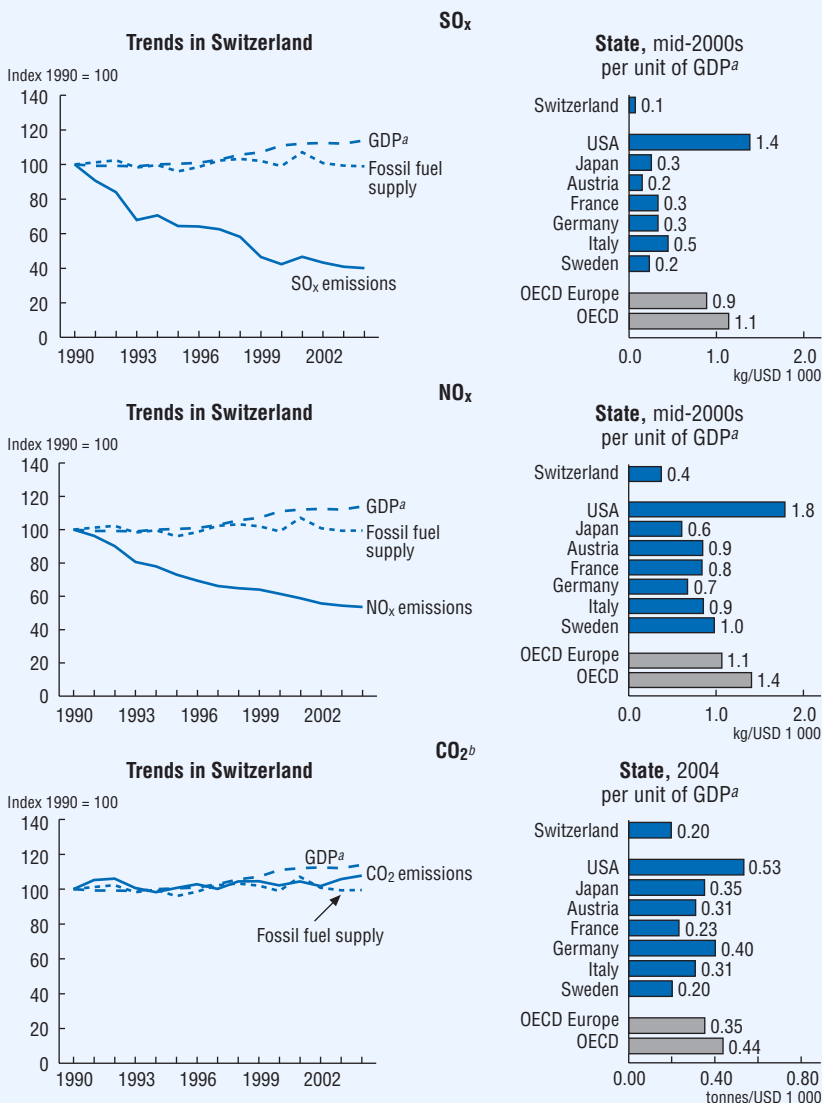 SOx
Trends in Switzerland
Index 1990 = 100
140
120
100
80
60
40
20
0
1990 1993 1996 1999 2002
GDPa
Fossil fuel
supply
SOx emissions
State, mid-2000s
per unit of GDPa
Switzerland 0.1
USA 1.4
Japan 0.3
Austria 0.2
France 0.3
Germany 0.3
Italy 0.5
Sweden 0.2
OECD Europe 0.9
OECD 1.1
0.0 1.0 2.0
kg/USD 1 000
NOx
Trends in Switzerland
Index 1990 = 100
140
120
100
80
60
40
20
0
1990 1993 1996 1999 2002
GDPa
Fossil fuel
supply
NOx emissions
State, mid-2000s
per unit of GDPa
Switzerland 0.4
USA 1.8
Japan 0.6
Austria 0.9
France 0.8
Germany 0.7
Italy 0.9
Sweden 1.0
OECD Europe 1.1
OECD 1.4
0.0 1.0 2.0
kg/USD 1 000
CO2b
Trends in Switzerland
Index 1990 = 100
140
120
100
80
60
40
20
0
1990 1993 1996 1999 2002
GDPa
CO2 emissions
Fossil fuel supply
State, 2004
per unit of GDPa
Switzerland 0.20
USA 0.53
Japan 0.35
Austria 0.31
France 0.23
Germany 0.40
Italy 0.31
Sweden 0.20
OECD Europe 0.35
OECD 0.44
0.00 0.40 0.80
tonnes/USD 1 000